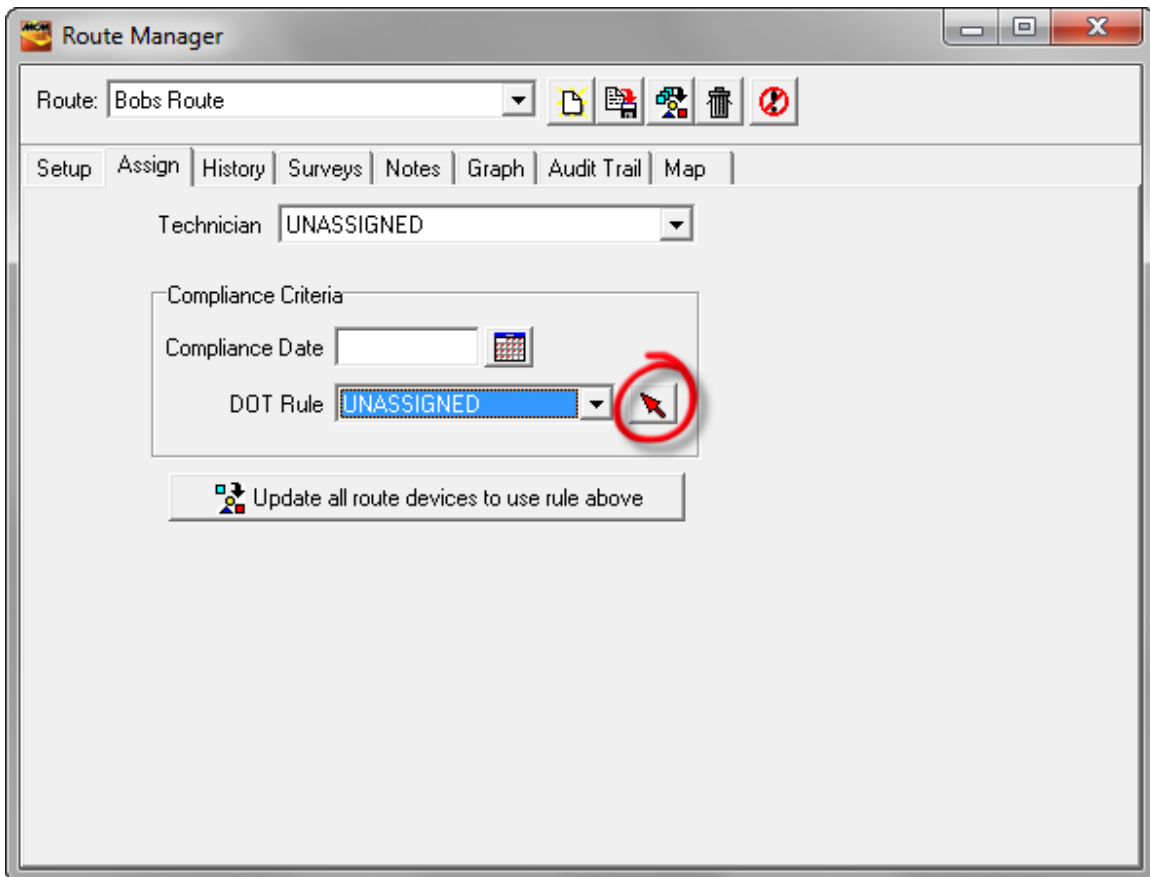 MCM
Route Manager
Route: Bobs Route
Setup Assign History Surveys Notes Graph Audit Trail Map
Technician UNASSIGNED
Compliance Criteria
Compliance Date
DOT Rule UNASSIGNED
Update all route devices to use rule above